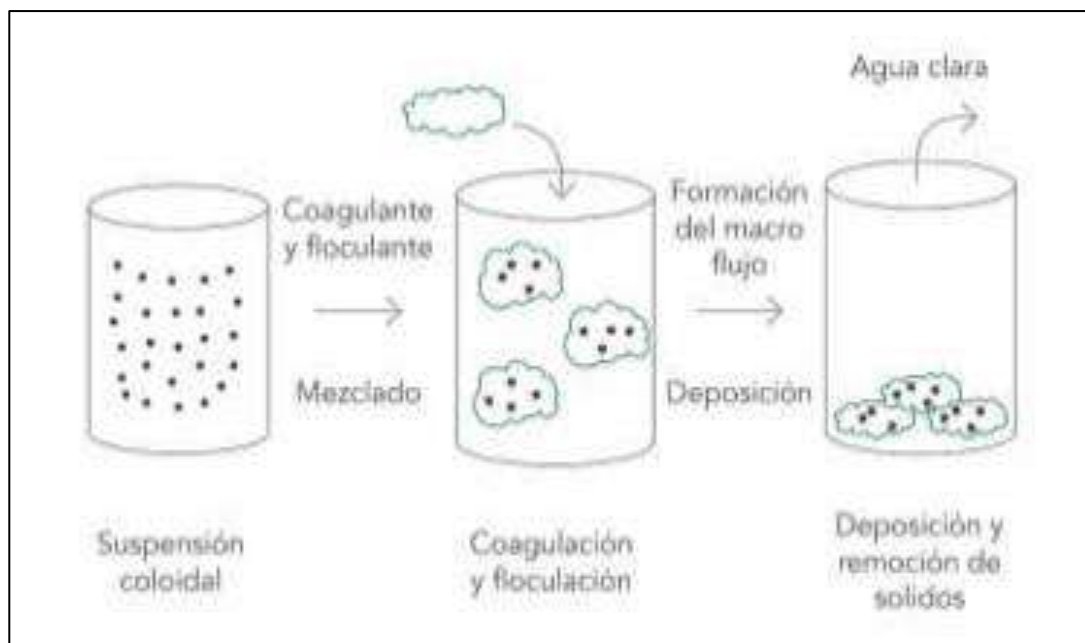 Agua clara
Coagulante
y floculante
Formación
del macro
flujo
Mezclado
Deposición
Suspensión
coloidal
Coagulación
y floculación
Deposición y
remoción de
solidos